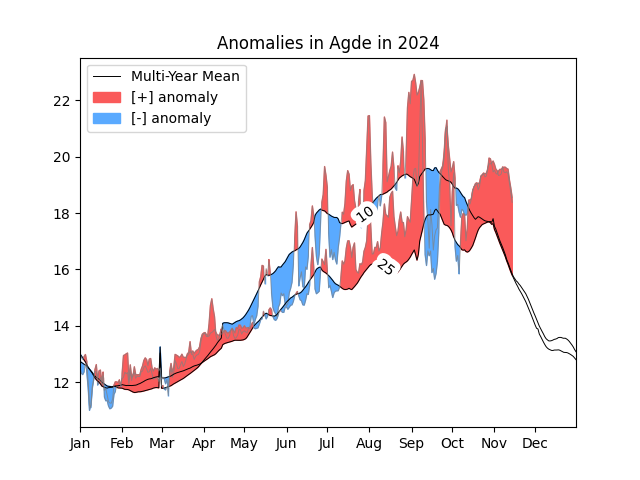 Anomalies in Agde in 2024
Multi-Year Mean
[+] anomaly
[-] anomaly
22
20
18
16
14
12
10
25
Jan Feb Mar Apr May Jun Jul Aug Sep Oct Nov Dec